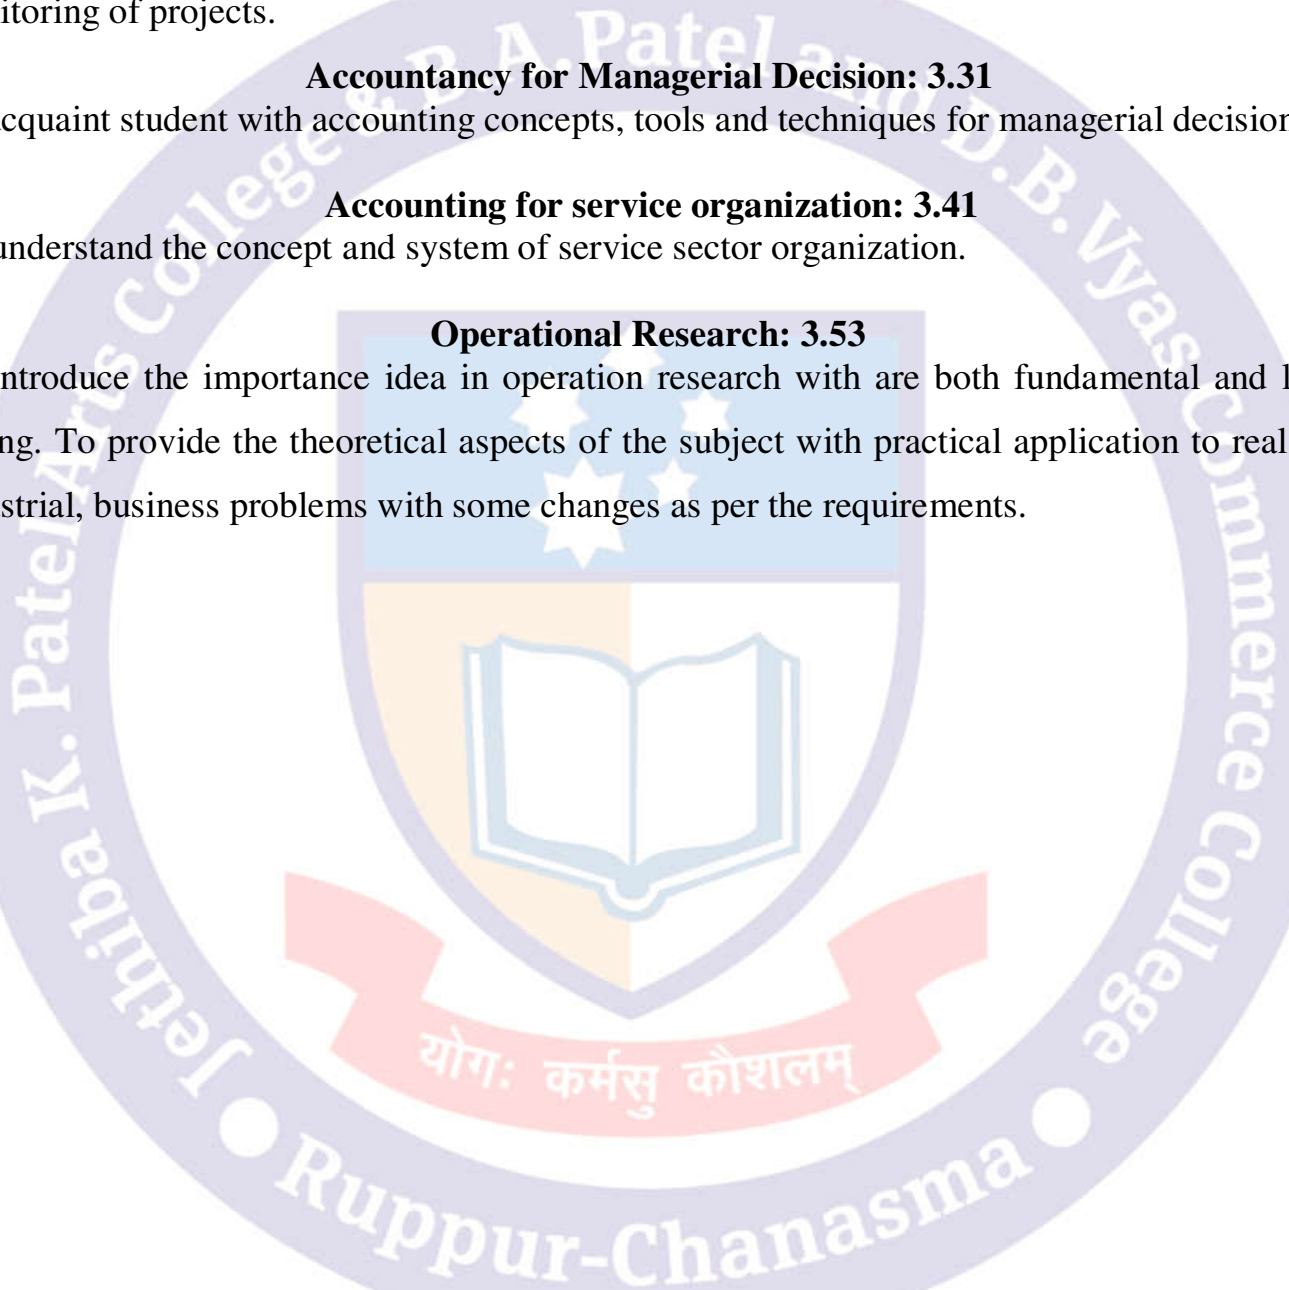 itoring of projects.
Accountancy for Managerial Decision: 3.31
acquaint student with accounting concepts, tools and techniques for managerial decision
Accounting for service organization: 3.41
understand the concept and system of service sector organization.
Operational Research: 3.53
ntroduce the importance idea in operation research with are both fundamental and l
ng. To provide the theoretical aspects of the subject with practical application to real
strial, business problems with some changes as per the requirements.
Jethiba K. Patel Arts College & B.A.Patel and D.B.Vyas Commerce College
योगः कर्मसु कौशलम्
Ruppur-Chanasma